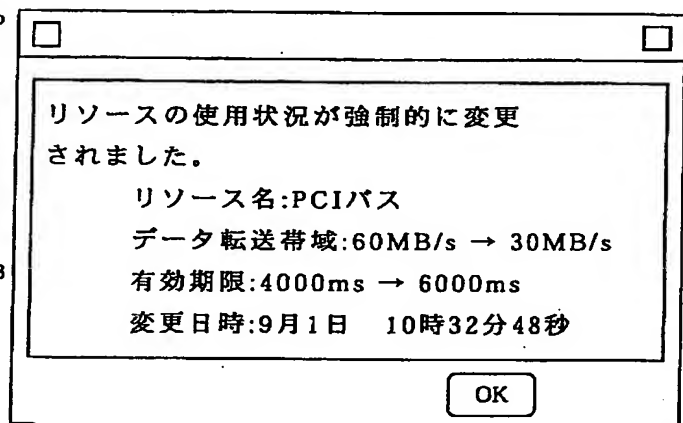 リソースの使用状況が強制的に変更
されました。
リソース名:PCIバス
データ転送帯域:60MB/s → 30MB/s
有効期限:4000ms → 6000ms
変更日時:9月1日 10時32分48秒
OK